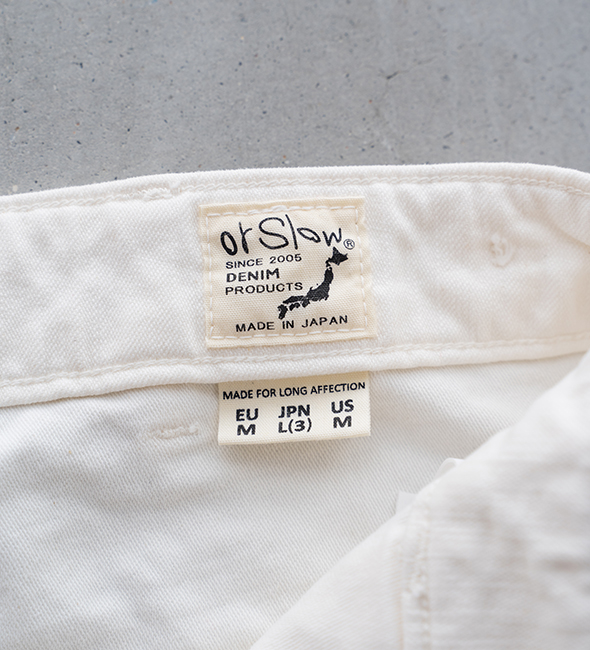 orSlow®
SINCE 2005
DENIM
PRODUCTS
MADE IN JAPAN
MADE FOR LONG AFFECTION
EU JPN US
M L(3) M